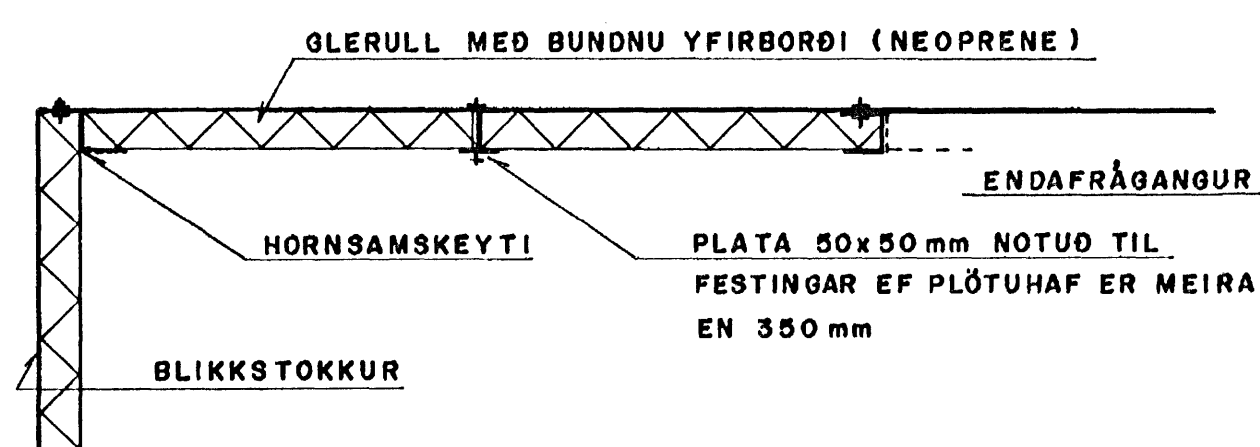 GLERULL MEÐ BUNDNU YFIRBORÐI (NEOPRENE)
ENDAFRÁGANGUR
HORNSAMSKEYTI
PLATA 50x50 mm NOTUÐ TIL
FESTINGAR EF PLÖTUHAF ER MEIRA
EN 350 mm
BLIKKSTOKKUR